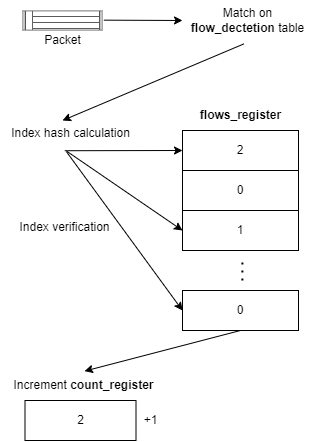 Packet
Match on
flow_dectetion table
Index hash calculation
flows_register
2
0
Index verification
1
0
Increment count_register
2
+1